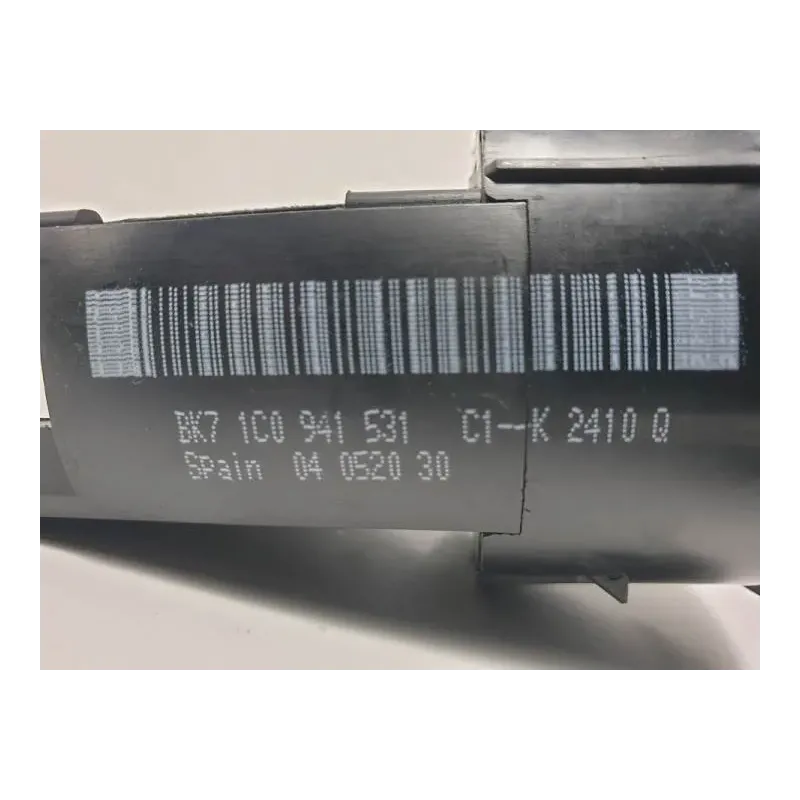 BK7 1C0 941 531 C1--K 2410 Q
Spain 04 0520 30